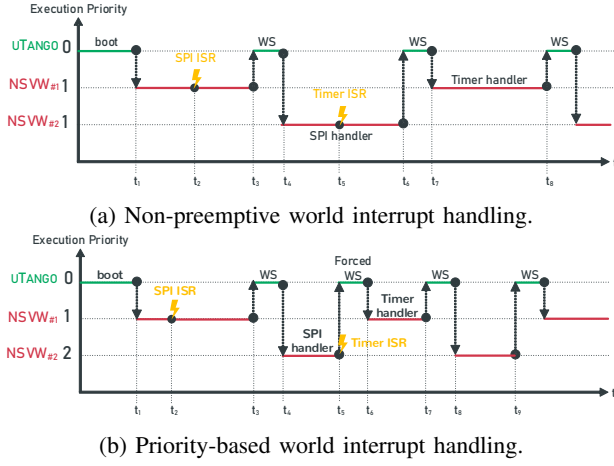 Execution Priority
uTANGO 0 boot WS WS WS
SPI ISR
NSVW#1 1 Timer handler
Timer ISR
NSVW#2 1
SPI handler
t1 t2 t3 t4 t5 t6 t7 t8
(a) Non-preemptive world interrupt handling.
Execution Priority
Forced
uTANGO 0 boot WS WS WS WS
SPI ISR
Timer
NSVW#1 1 handler
SPI
handler Timer ISR
NSVW#2 2
t1 t2 t3 t4 t5 t6 t7 t8 t9
(b) Priority-based world interrupt handling.